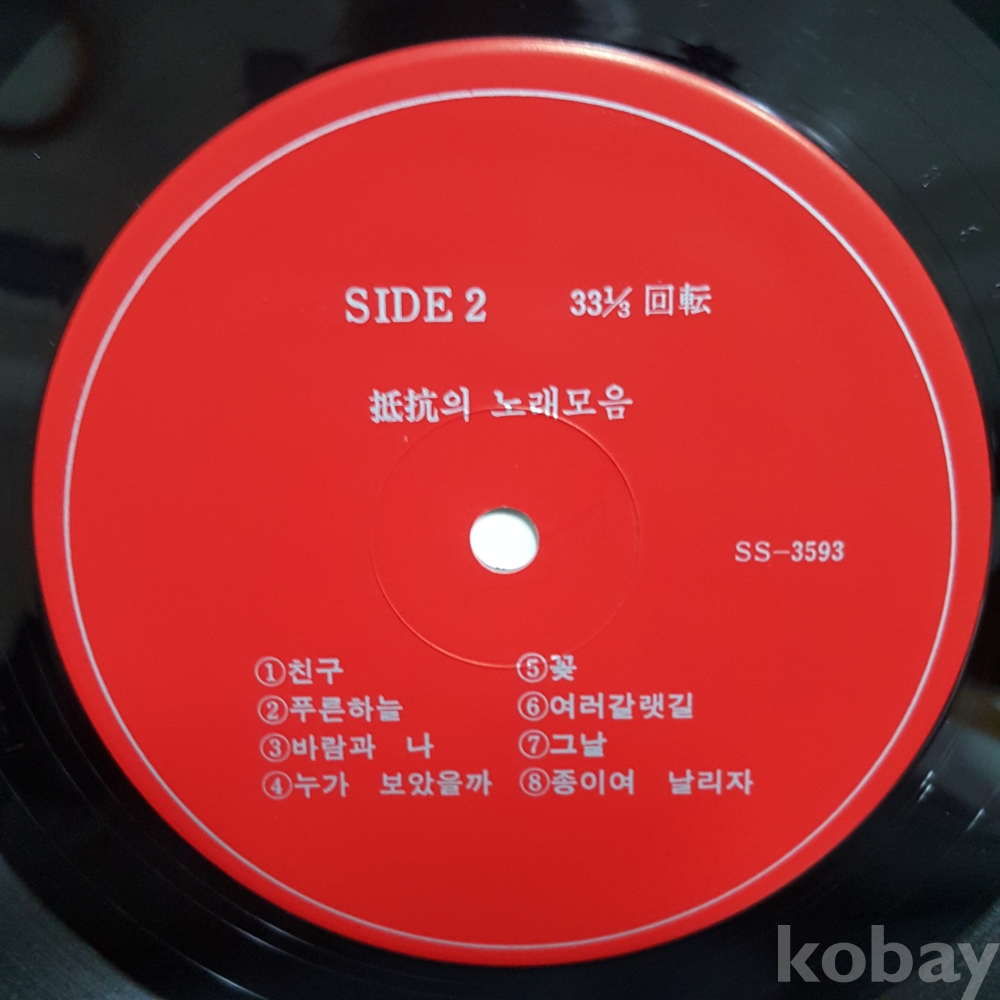 SIDE 2 33⅓ 回転
抵抗의 노래모음
SS-3593
①친구
②푸른하늘
③바람과 나
④누가 보았을까
⑤꽃
⑥여러갈랫길
⑦그날
⑧종이여 날리자
kobay